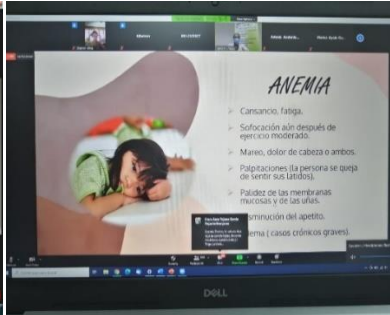 ANEMIA
Cansancio, fatiga.
Sofocación aún después de
ejercicio moderado.
Mareo, dolor de cabeza o ambos.
Palpitaciones (la persona se queja
de sentir sus latidos).
Palidez de las membranas
mucosas y de las uñas.
sminución del apetito.
ema ( casos crónicos graves).
DELL